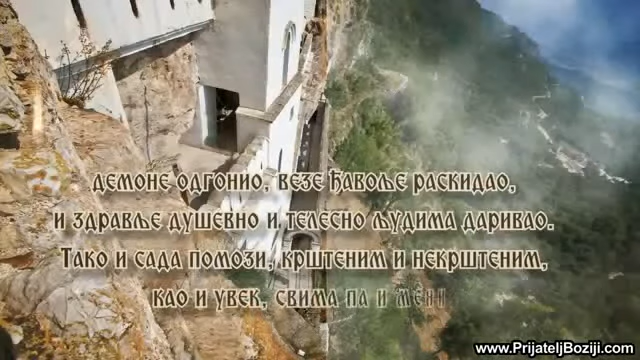 демоне одгонио, везе ђавоље раскидао,
и здравље душевно и телесно људима даривао.
Тако и сада помози, крштеним и некрштеним,
као и увек, свима па и мени
www.PrijateljBoziji.com